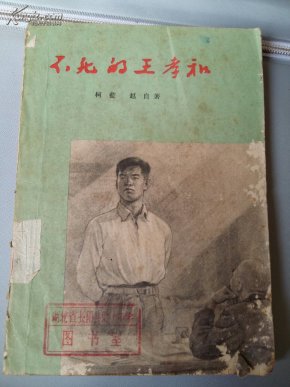 不死的王孝和
柯蓝 赵自著
图书室